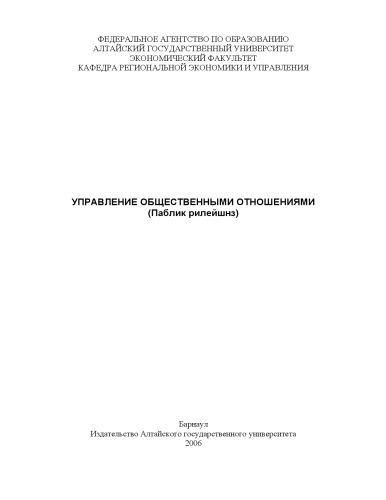 ФЕДЕРАЛЬНОЕ АГЕНТСТВО ПО ОБРАЗОВАНИЮ
АЛТАЙСКИЙ ГОСУДАРСТВЕННЫЙ УНИВЕРСИТЕТ
ЭКОНОМИЧЕСКИЙ ФАКУЛЬТЕТ
КАФЕДРА РЕГИОНАЛЬНОЙ ЭКОНОМИКИ И УПРАВЛЕНИЯ
УПРАВЛЕНИЕ ОБЩЕСТВЕННЫМИ ОТНОШЕНИЯМИ
(Паблик рилейшнз)
Барнаул
Издательство Алтайского государственного университета
2006